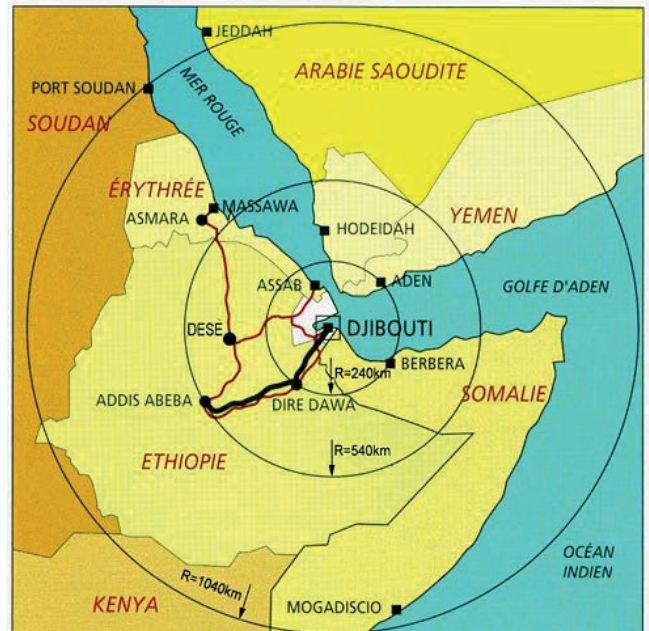 JEDDAH
PORT SOUDAN
MER ROUGE
ARABIE SAOUDITE
SOUDAN
ÉRYTHRÉE
MASSAWA
ASMARA
YEMEN
HODEIDAH
ASSAB
ADEN
GOLFE D'ADEN
DESÈ
DJIBOUTI
R=240km
BERBERA
ADDIS ABEBA
DIRE DAWA
SOMALIE
ETHIOPIE
R=540km
OCÉAN
INDIEN
R=1040km
KENYA
MOGADISCIO